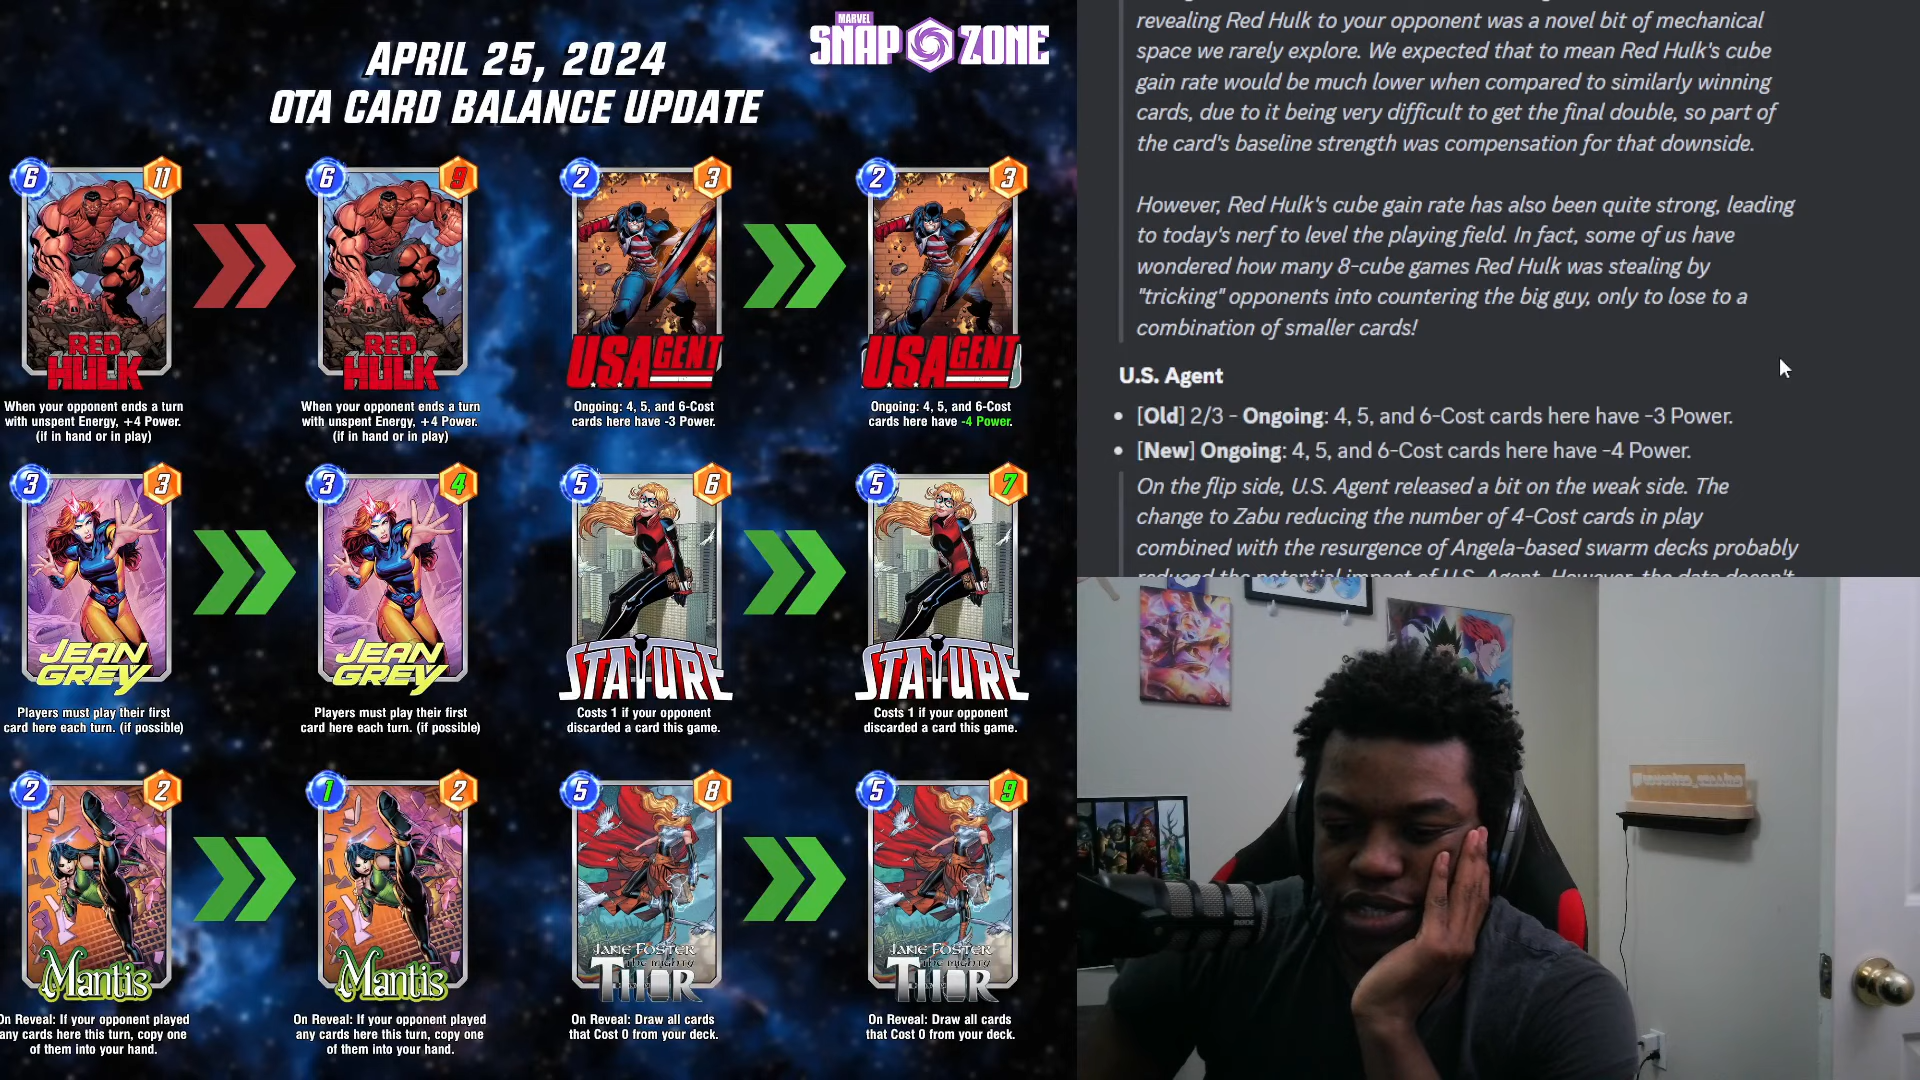 MARVEL
SNAP ZONE
APRIL 25, 2024
OTA CARD BALANCE UPDATE
6 11
RED
HULK
When your opponent ends a turn
with unspent Energy, +4 Power.
(if in hand or in play)
6 9
RED
HULK
When your opponent ends a turn
with unspent Energy, +4 Power.
(if in hand or in play)
2 3
U.S.AGENT
Ongoing: 4, 5, and 6-Cost
cards here have -3 Power.
2 3
U.S.AGENT
Ongoing: 4, 5, and 6-Cost
cards here have -4 Power.
3 3
JEAN
GREY
Players must play their first
card here each turn. (if possible)
3 4
JEAN
GREY
Players must play their first
card here each turn. (if possible)
5 6
STATURE
Costs 1 if your opponent
discarded a card this game.
5 7
STATURE
Costs 1 if your opponent
discarded a card this game.
2 2
Mantis
On Reveal: If your opponent played
any cards here this turn, copy one
of them into your hand.
1 2
Mantis
On Reveal: If your opponent played
any cards here this turn, copy one
of them into your hand.
5 8
JANE FOSTER
the mighty
THOR
On Reveal: Draw all cards
that Cost 0 from your deck.
5 9
JANE FOSTER
the mighty
THOR
On Reveal: Draw all cards
that Cost 0 from your deck.
revealing Red Hulk to your opponent was a novel bit of mechanical
space we rarely explore. We expected that to mean Red Hulk's cube
gain rate would be much lower when compared to similarly winning
cards, due to it being very difficult to get the final double, so part of
the card's baseline strength was compensation for that downside.
However, Red Hulk's cube gain rate has also been quite strong, leading
to today's nerf to level the playing field. In fact, some of us have
wondered how many 8-cube games Red Hulk was stealing by
"tricking" opponents into countering the big guy, only to lose to a
combination of smaller cards!
U.S. Agent
• [Old] 2/3 - Ongoing: 4, 5, and 6-Cost cards here have -3 Power.
• [New] Ongoing: 4, 5, and 6-Cost cards here have -4 Power.
On the flip side, U.S. Agent released a bit on the weak side. The
change to Zabu reducing the number of 4-Cost cards in play
combined with the resurgence of Angela-based swarm decks probably
reduced the potential impact of U.S. Agent. However, the data doesn't